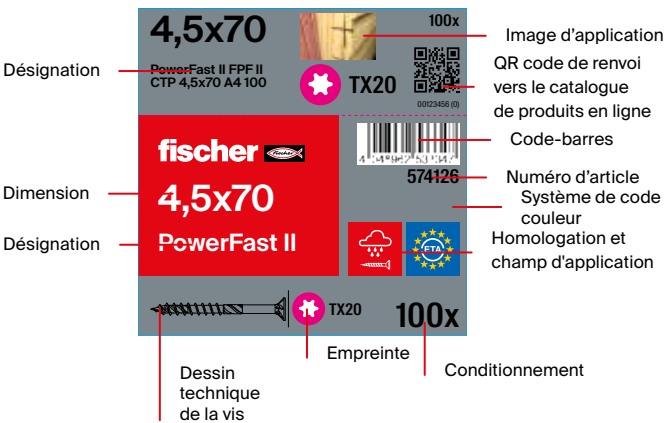 4,5x70
100x
Image d'application
Désignation
PowerFast II FPF II
CTP 4,5x70 A4 100
TX20
QR code de renvoi
vers le catalogue
de produits en ligne
00123456 (0)
Code-barres
fischer
574126
Numéro d'article
Dimension
4,5x70
Système de code
couleur
Désignation
PowerFast II
ETA
Homologation et
champ d'application
TX20
100x
Empreinte
Conditionnement
Dessin
technique
de la vis